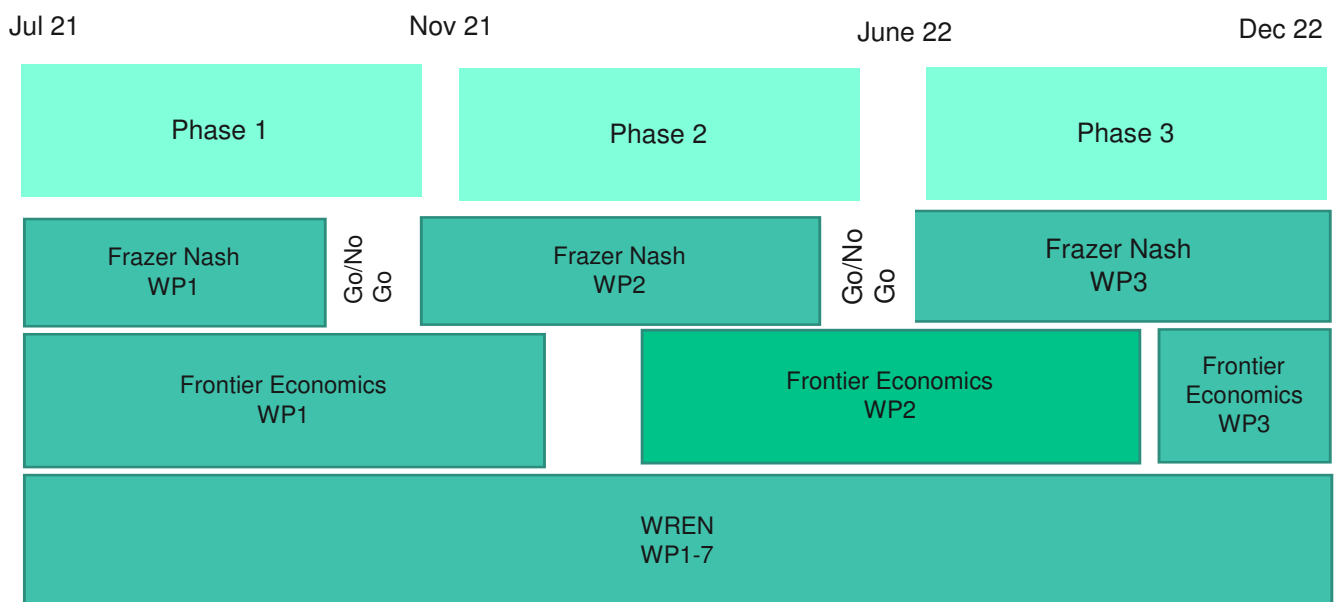 Jul 21
Nov 21
June 22
Dec 22
Phase 1
Phase 2
Phase 3
Frazer Nash
WP1
Go/No
Go
Frazer Nash
WP2
Go/No
Go
Frazer Nash
WP3
Frontier Economics
WP1
Frontier Economics
WP2
Frontier
Economics
WP3
WREN
WP1-7